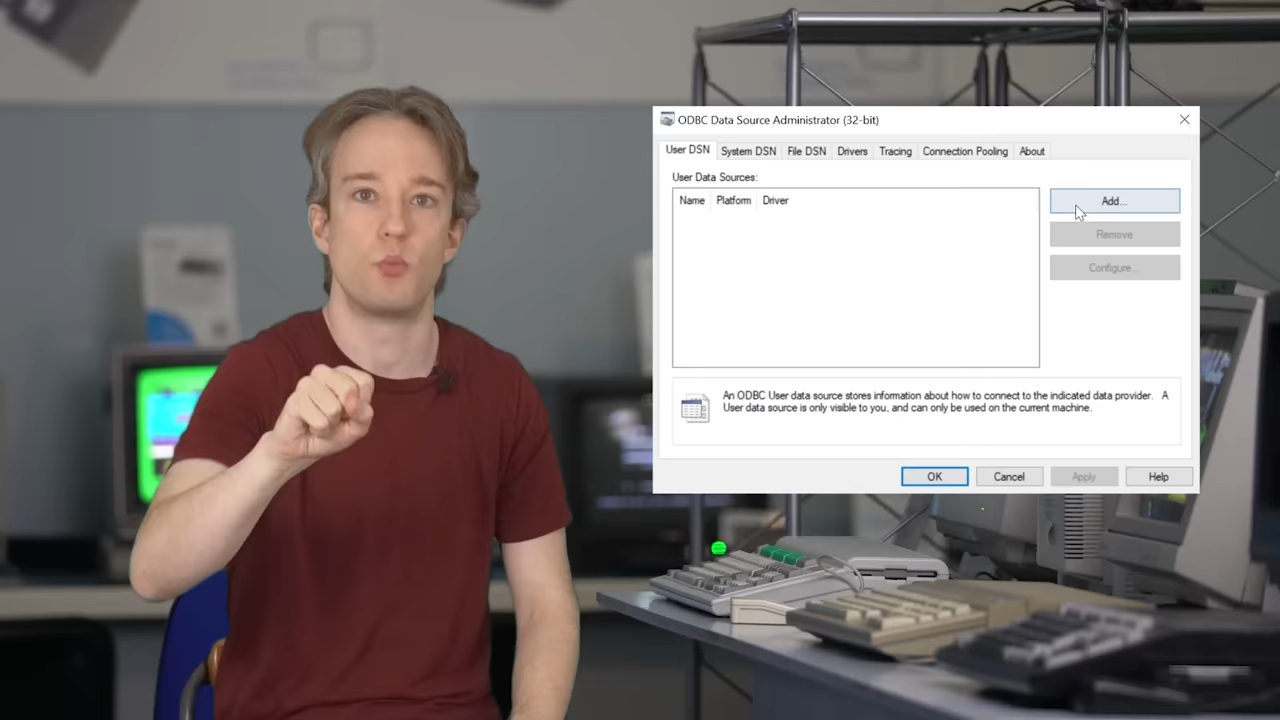 ODBC Data Source Administrator (32-bit)
User DSN System DSN File DSN Drivers Tracing Connection Pooling About
User Data Sources:
Name Platform Driver
Add...
Remove
Configure...
An ODBC User data source stores information about how to connect to the indicated data provider. A
User data source is only visible to you, and can only be used on the current machine.
OK Cancel Apply Help